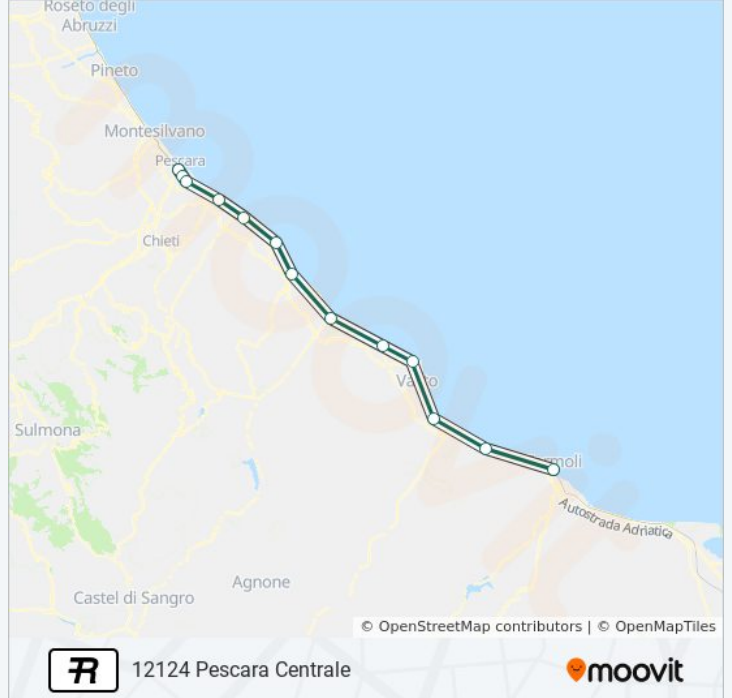 Roseto degli
Abruzzi
Pineto
Montesilvano
Pescara
Chieti
Vasto
Sulmona
Autostrada Adriatica
Agnone
Castel di Sangro
© OpenStreetMap contributors | © OpenMapTiles
R
12124 Pescara Centrale
moovit